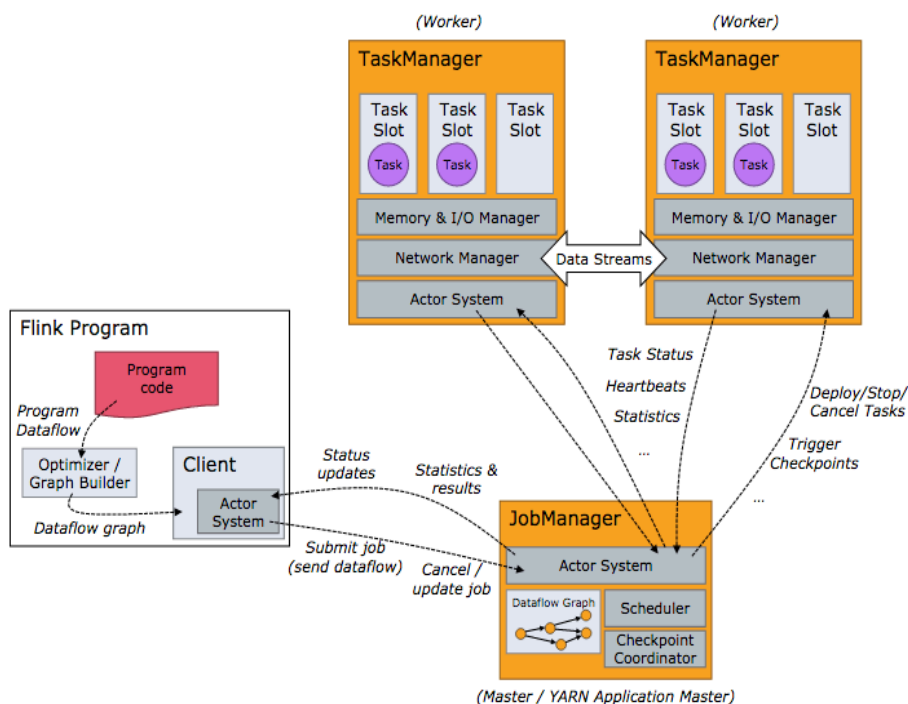 (Worker)
TaskManager
Task
Slot
Task
Task
Slot
Task
Task
Slot
Memory & I/O Manager
Network Manager
Actor System
(Worker)
TaskManager
Task
Slot
Task
Task
Slot
Task
Task
Slot
Memory & I/O Manager
Network Manager
Actor System
Data Streams
Flink Program
Program
code
Program
Dataflow
Optimizer /
Graph Builder
Dataflow graph
Client
Actor
System
Status
updates
Statistics &
results
Submit job
(send dataflow)
Cancel /
update job
Task Status
Heartbeats
Statistics
...
Deploy/Stop/
Cancel Tasks
Trigger
Checkpoints
...
JobManager
Actor System
Dataflow Graph
Scheduler
Checkpoint
Coordinator
(Master / YARN Application Master)